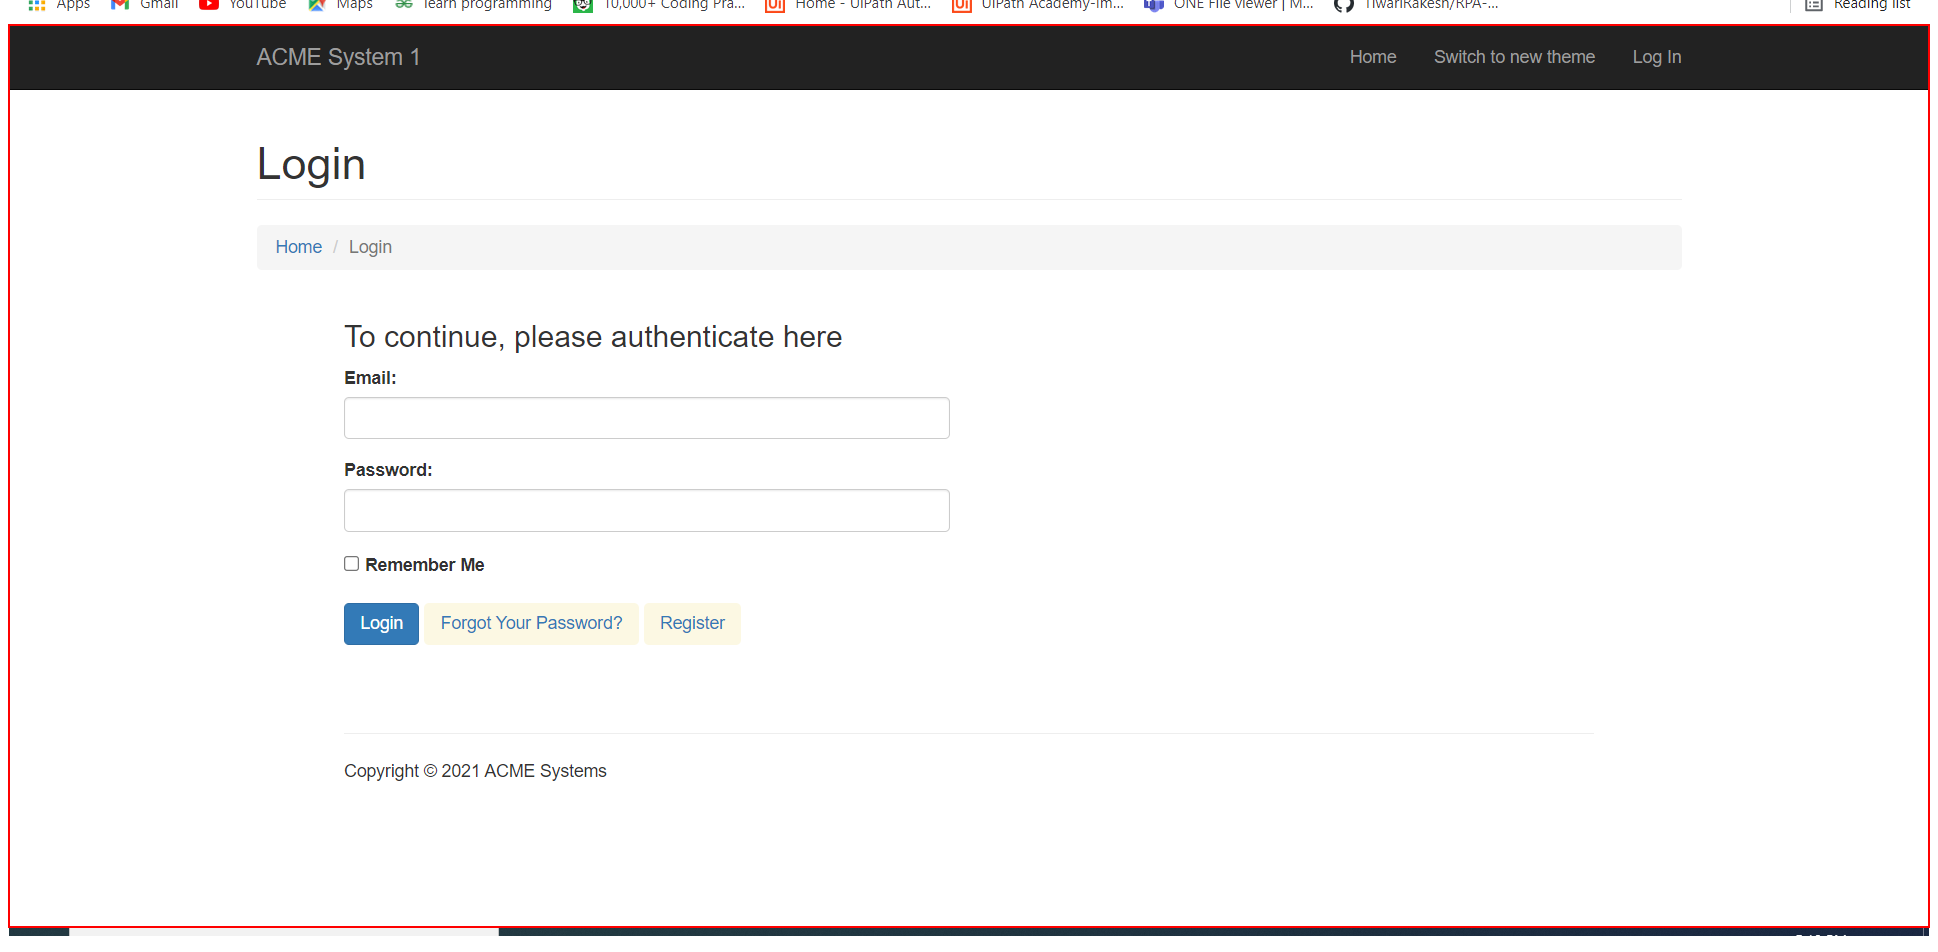 Apps Gmail YouTube Maps learn programming 10,000+ Coding Pra... Home - UiPath Aut... UiPath Academy-Im... ONE File viewer | M... TiwariRakesh/RPA-... Reading list
ACME System 1 Home Switch to new theme Log In
Login
Home / Login
To continue, please authenticate here
Email:
Password:
Remember Me
Login Forgot Your Password? Register
Copyright © 2021 ACME Systems